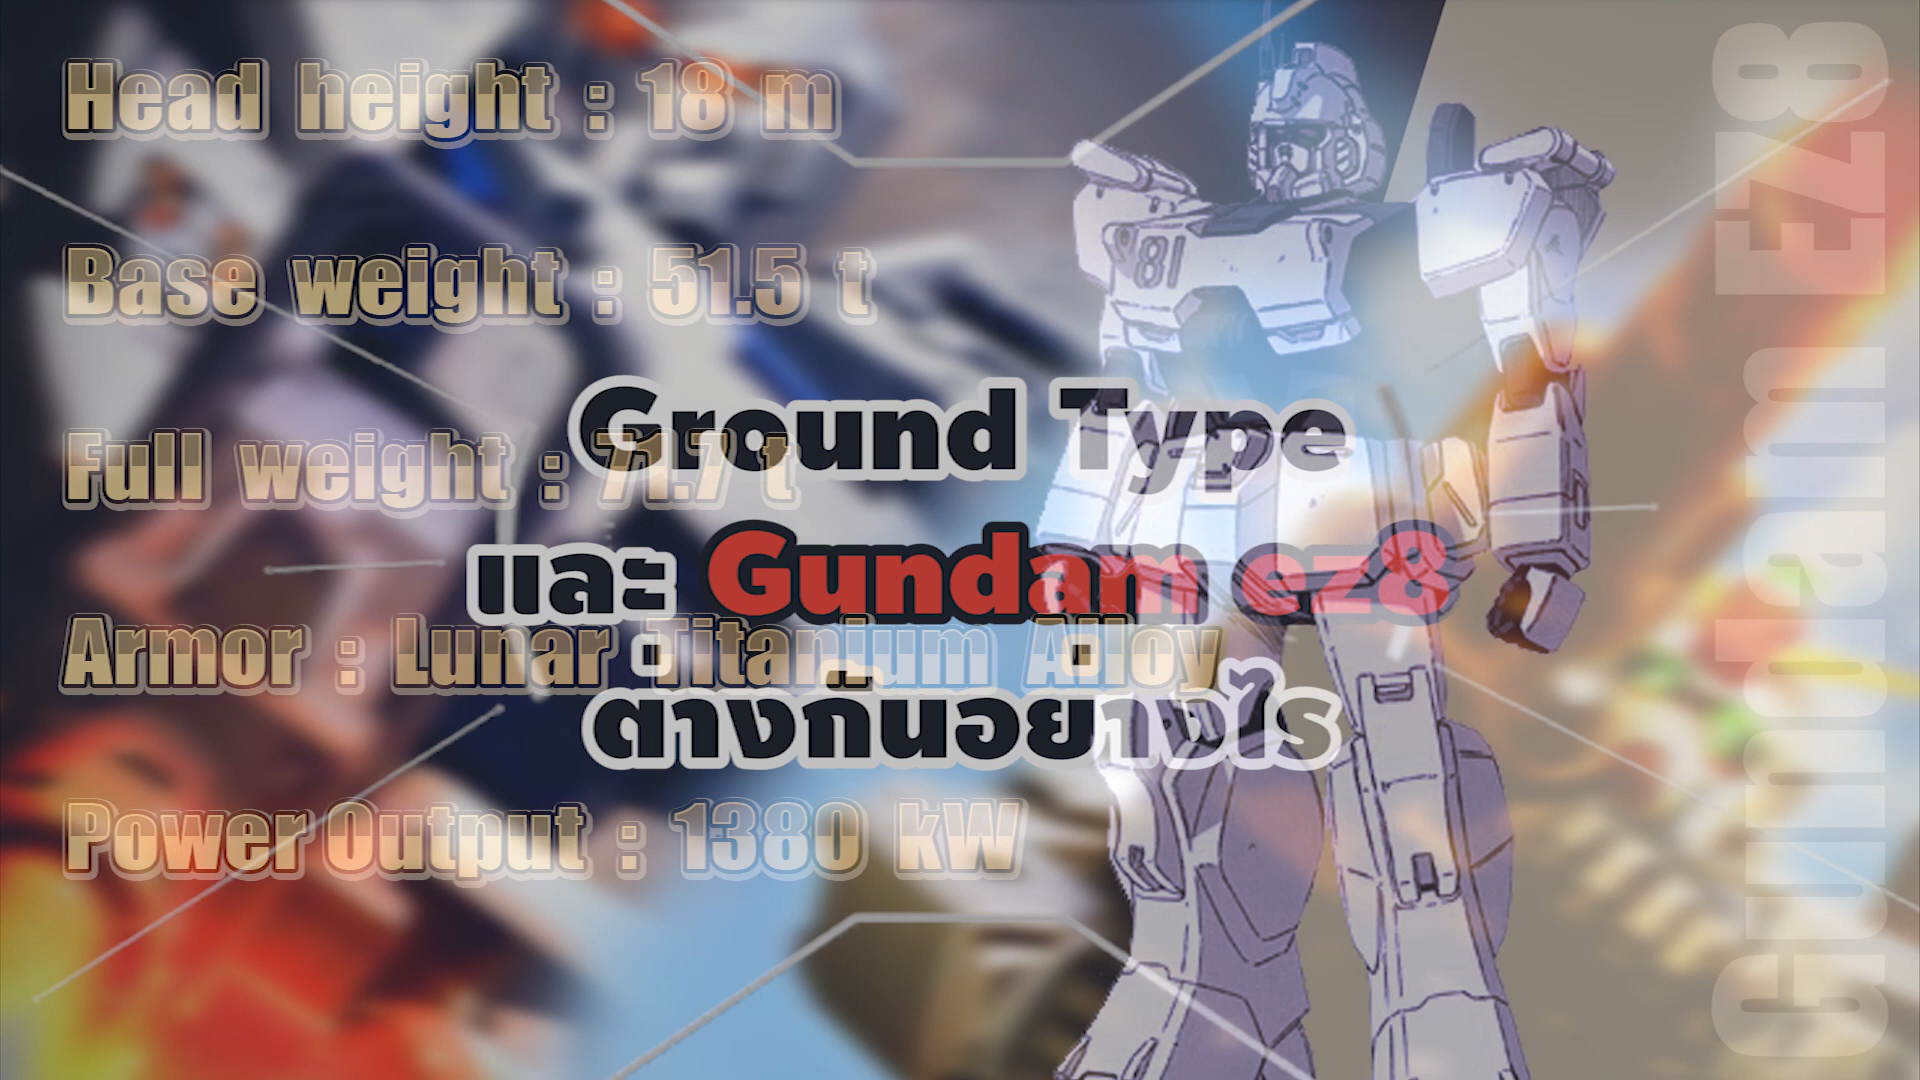 Head height : 18 m
Base weight : 51.5 t
Full weight : 71.7 t
Armor : Lunar Titanium Alloy
Power Output : 1380 kW
Ground Type
และ Gundam ez8
ต่างกันอย่างไร
81
Gundam EZ8